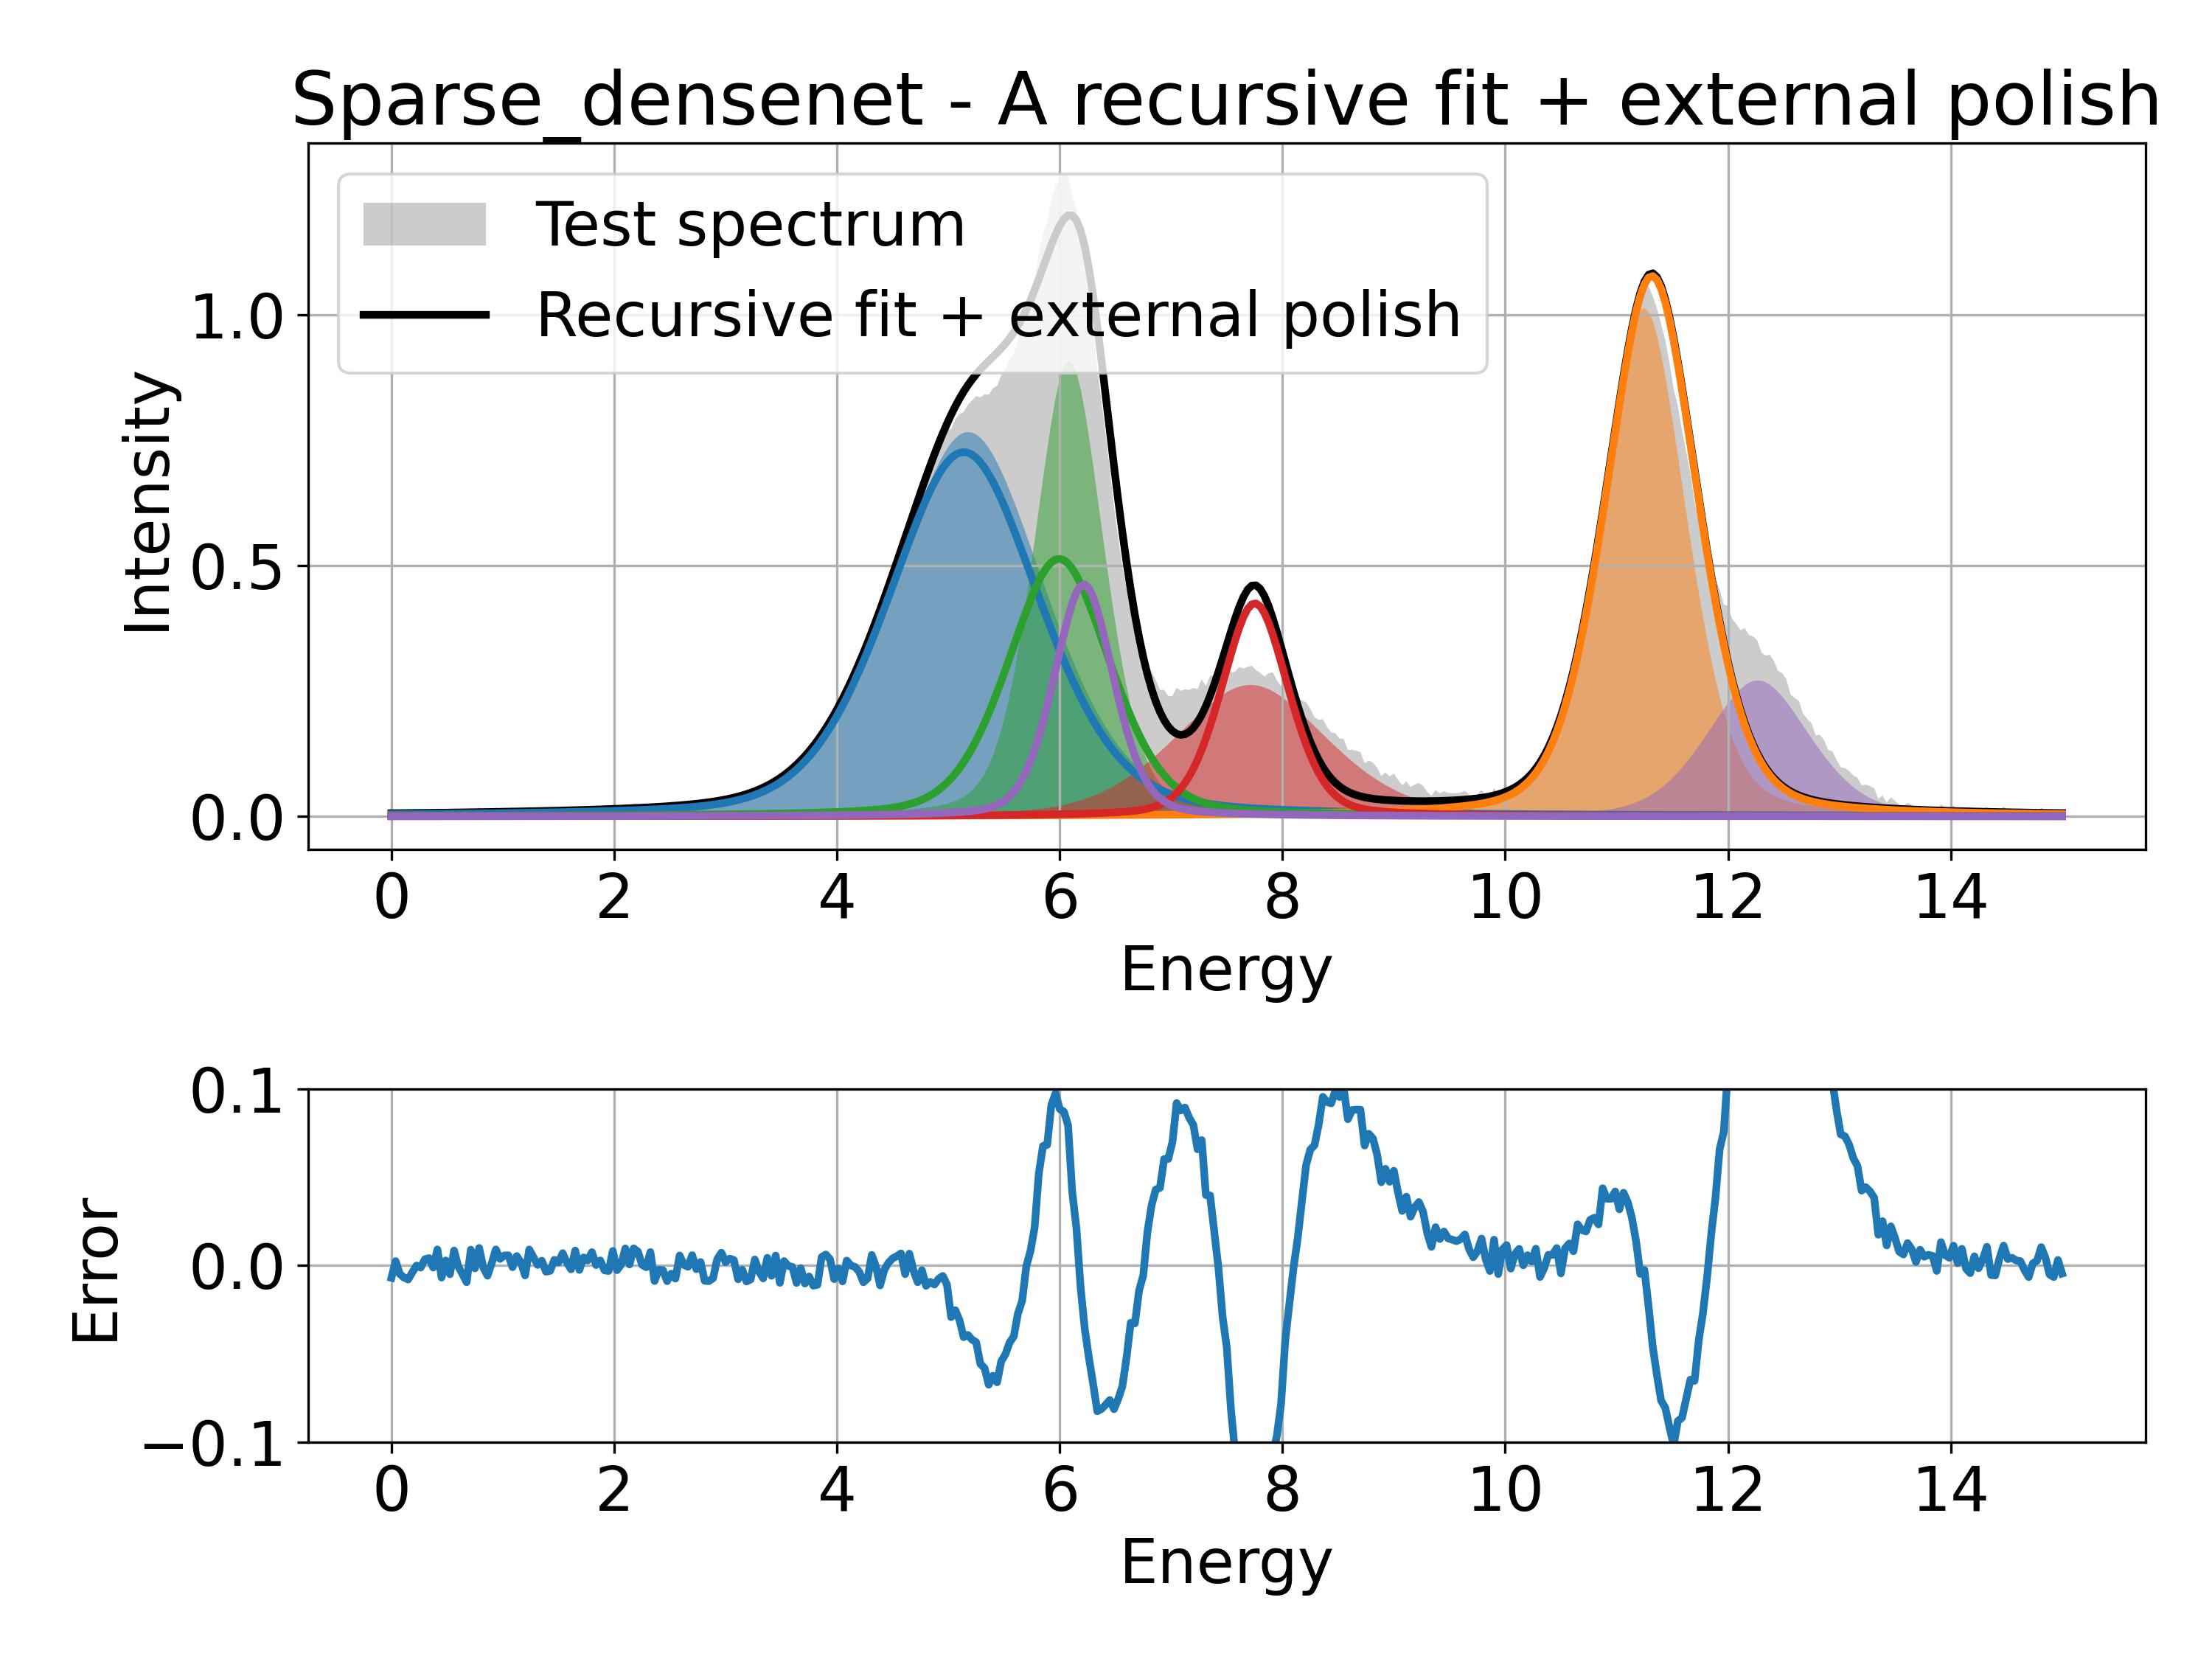 Sparse_densenet - A recursive fit + external polish
Test spectrum
Recursive fit + external polish
Intensity
1.0
0.5
0.0
0 2 4 6 8 10 12 14
Energy
Error
0.1
0.0
−0.1
0 2 4 6 8 10 12 14
Energy